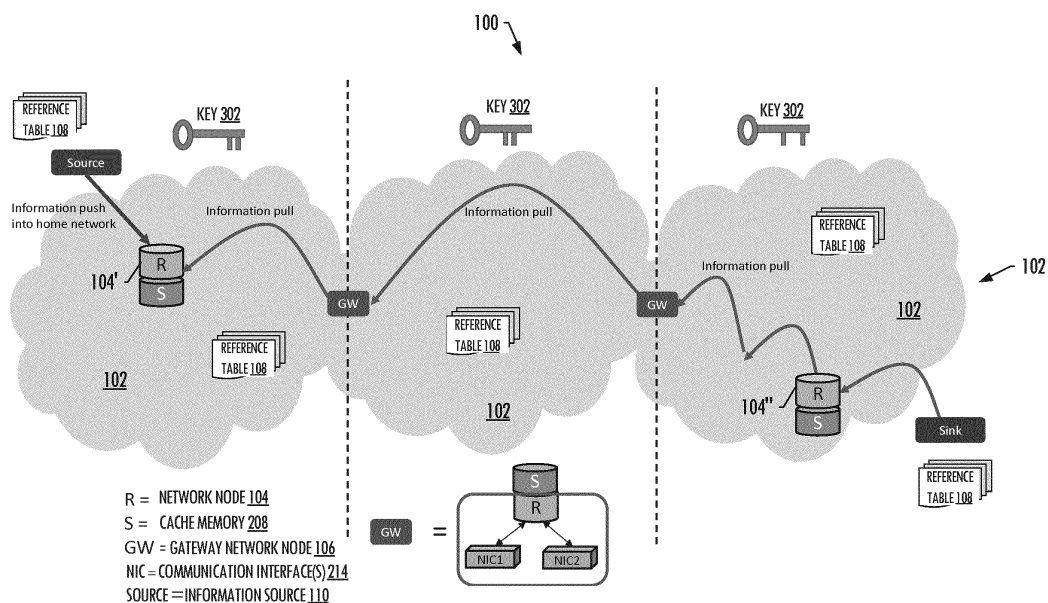 100
REFERENCE
TABLE 108
KEY 302
KEY 302
KEY 302
Source
Information push
into home network
Information pull
Information pull
REFERENCE
TABLE 108
Information pull
R
S
104'
GW
GW
102
102
REFERENCE
TABLE 108
REFERENCE
TABLE 108
102
102
R
S
104"
Sink
REFERENCE
TABLE 108
R = NETWORK NODE 104
S = CACHE MEMORY 208
GW = GATEWAY NETWORK NODE 106
NIC = COMMUNICATION INTERFACE(S) 214
SOURCE = INFORMATION SOURCE 110
GW =
S
R
NIC1
NIC2